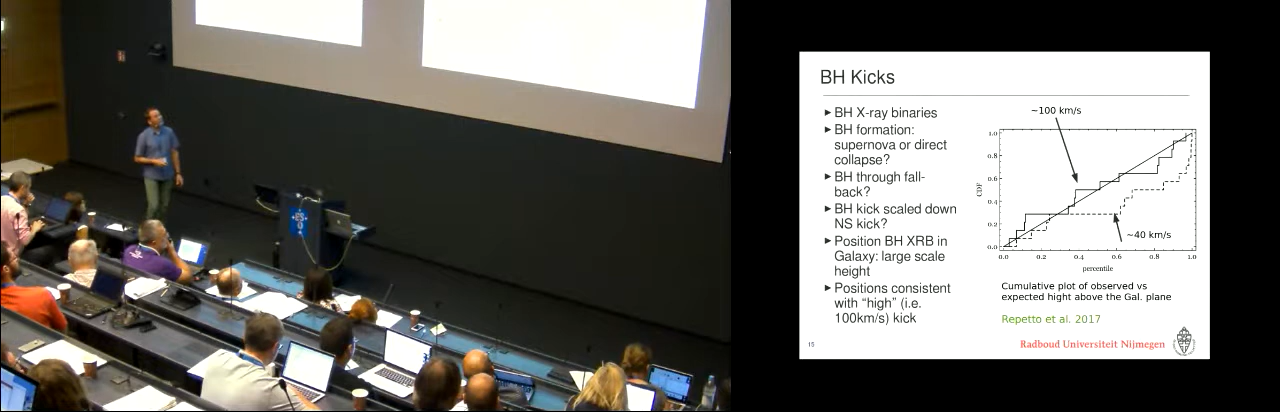 BH Kicks
BH X-ray binaries
BH formation:
supernova or direct
collapse?
BH through fall-
back?
BH kick scaled down
NS kick?
Position BH XRB in
Galaxy: large scale
height
Positions consistent
with “high” (i.e.
100km/s) kick
~100 km/s
1.0
0.8
0.6
0.4
0.2
0.0
CDF
~40 km/s
0.0 0.2 0.4 0.6 0.8 1.0
percentile
Cumulative plot of observed vs
expected hight above the Gal. plane
Repetto et al. 2017
15
Radboud Universiteit Nijmegen